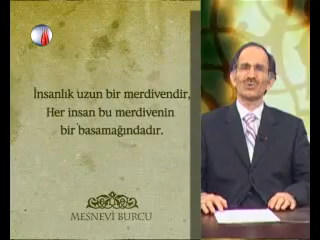 İnsanlık uzun bir merdivendir,
Her insan bu merdivenin
bir basamağındadır.
MESNEVİ BURCU